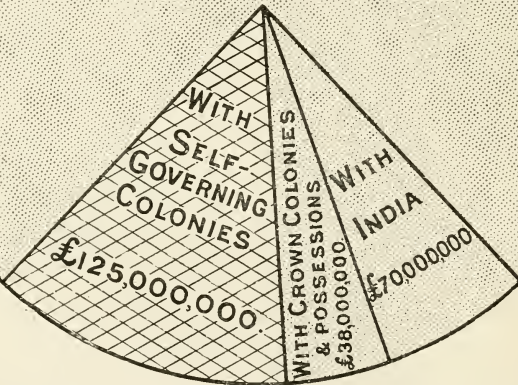 WITH
SELF-
GOVERNING
COLONIES
£125,000,000.
WITH CROWN COLONIES
& POSSESSIONS
£38,000,000.
WITH
INDIA
£70,000,000